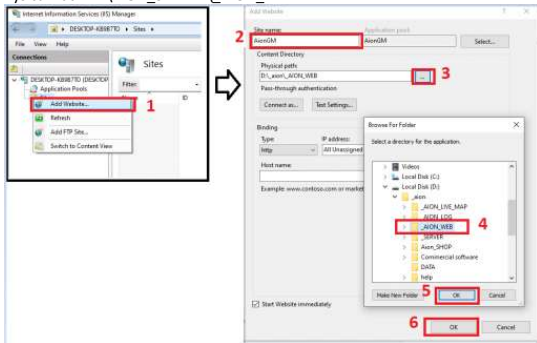 Internet Information Services (IIS) Manager
DESKTOP-KB9B7TO
Sites
File View Help
Connections
Sites
DESKTOP-KB9B7TO (DESKTOP
Application Pools
Filter:
Add Website...
1
ID
Refresh
Add FTP Site...
Switch to Content View
Add Website
Site name:
Application pool:
2
AionGM
AionGM
Select...
Content Directory
Physical path:
D:\_aion\_AION_WEB
...
3
Pass-through authentication
Connect as...
Test Settings...
Binding
Type:
IP address:
http
All Unassigned
Host name:
Example: www.contoso.com or market
Start Website immediately
Browse For Folder
X
Select a directory for the application.
Videos
Local Disk (C:)
Local Disk (D:)
_aion
_AION_LIVE_MAP
_AION_LOG
_AION_WEB
4
_SERVER
Aion_SHOP
Commercial software
DATA
help
Make New Folder
5
OK
Cancel
6
OK
Cancel